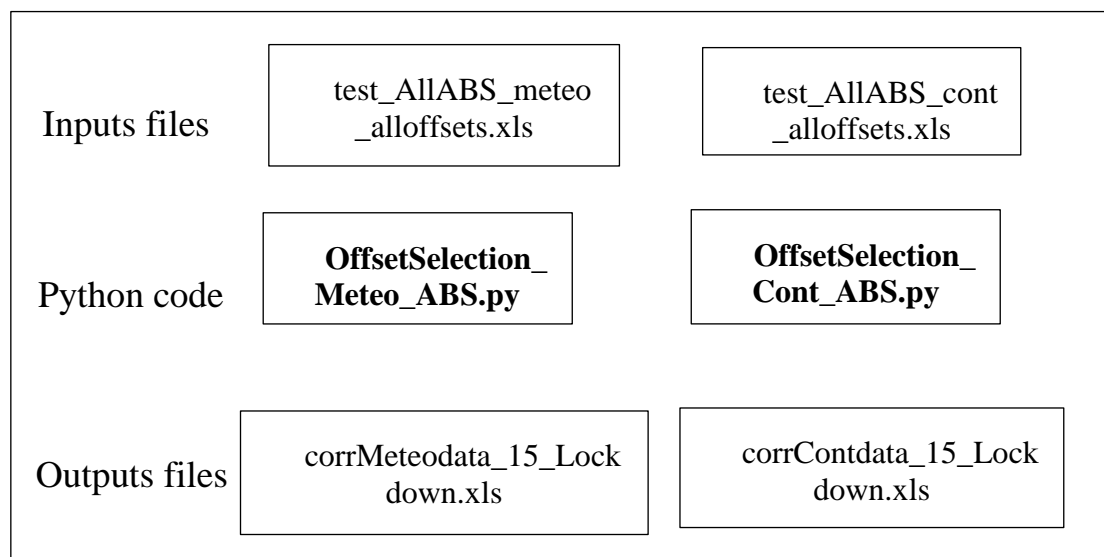 Inputs files
test_AllABS_meteo
_alloffsets.xls
test_AllABS_cont
_alloffsets.xls
Python code
OffsetSelection_
Meteo_ABS.py
OffsetSelection_
Cont_ABS.py
Outputs files
corrMeteodata_15_Lock
down.xls
corrContdata_15_Lock
down.xls